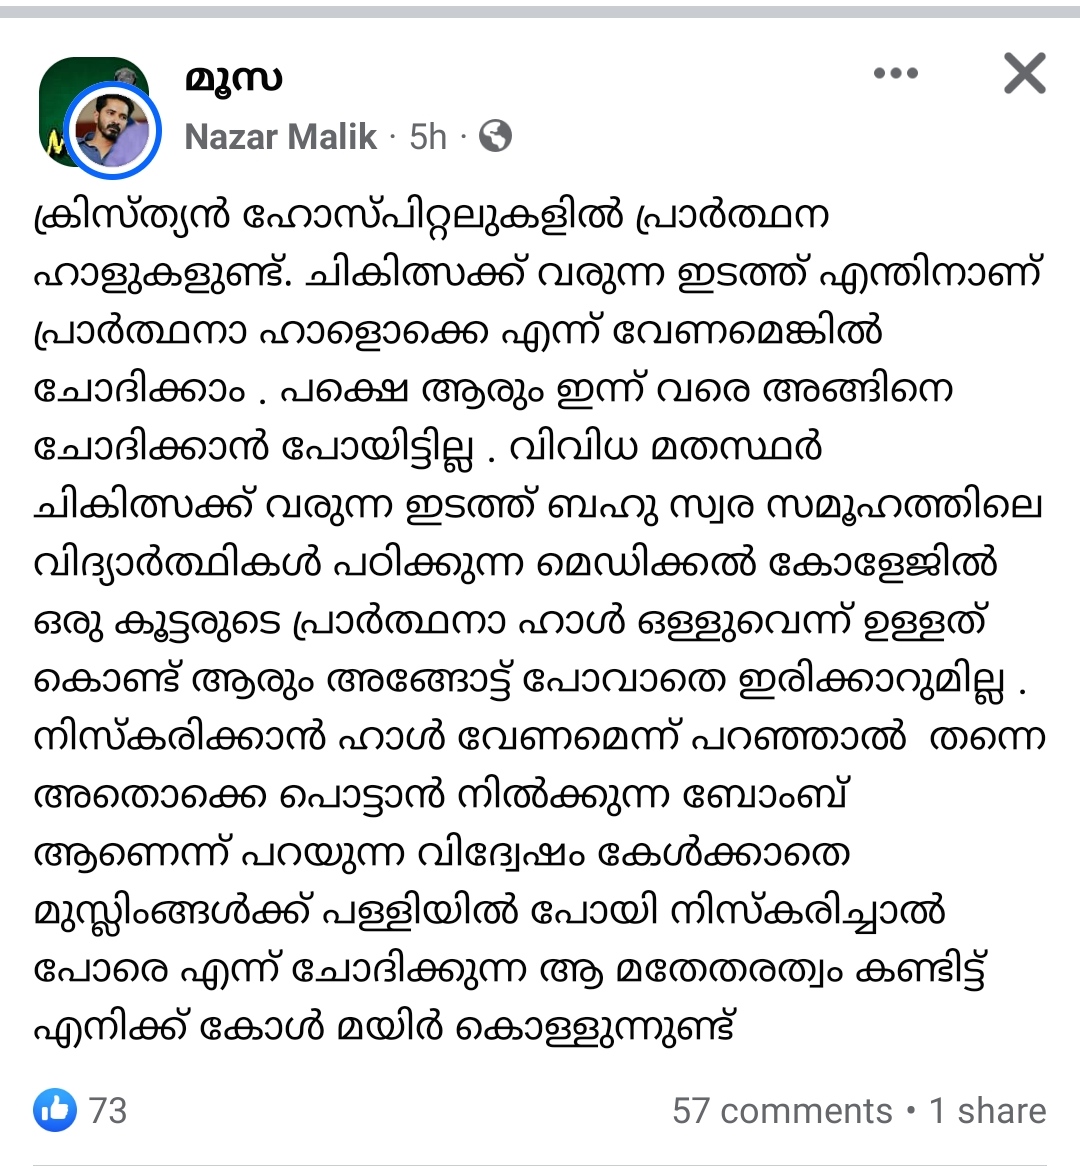 മൂസ
Nazar Malik · 5h ·
ക്രിസ്ത്യൻ ഹോസ്പിറ്റലുകളിൽ പ്രാർത്ഥന
ഹാളുകളുണ്ട്. ചികിത്സക്ക് വരുന്ന ഇടത്ത് എന്തിനാണ്
പ്രാർത്ഥനാ ഹാളൊക്കെ എന്ന് വേണമെങ്കിൽ
ചോദിക്കാം . പക്ഷെ ആരും ഇന്ന് വരെ അങ്ങിനെ
ചോദിക്കാൻ പോയിട്ടില്ല . വിവിധ മതസ്ഥർ
ചികിത്സക്ക് വരുന്ന ഇടത്ത് ബഹു സ്വര സമൂഹത്തിലെ
വിദ്യാർത്ഥികൾ പഠിക്കുന്ന മെഡിക്കൽ കോളേജിൽ
ഒരു കൂട്ടരുടെ പ്രാർത്ഥനാ ഹാൾ ഒള്ളുവെന്ന് ഉള്ളത്
കൊണ്ട് ആരും അങ്ങോട്ട് പോവാതെ ഇരിക്കാറുമില്ല .
നിസ്കരിക്കാൻ ഹാൾ വേണമെന്ന് പറഞ്ഞാൽ തന്നെ
അതൊക്കെ പൊട്ടാൻ നിൽക്കുന്ന ബോംബ്
ആണെന്ന് പറയുന്ന വിദ്വേഷം കേൾക്കാതെ
മുസ്ലിംങ്ങൾക്ക് പള്ളിയിൽ പോയി നിസ്കരിച്ചാൽ
പോരെ എന്ന് ചോദിക്കുന്ന ആ മതേതരത്വം കണ്ടിട്ട്
എനിക്ക് കോൾ മയിർ കൊള്ളുന്നുണ്ട്
73
57 comments • 1 share